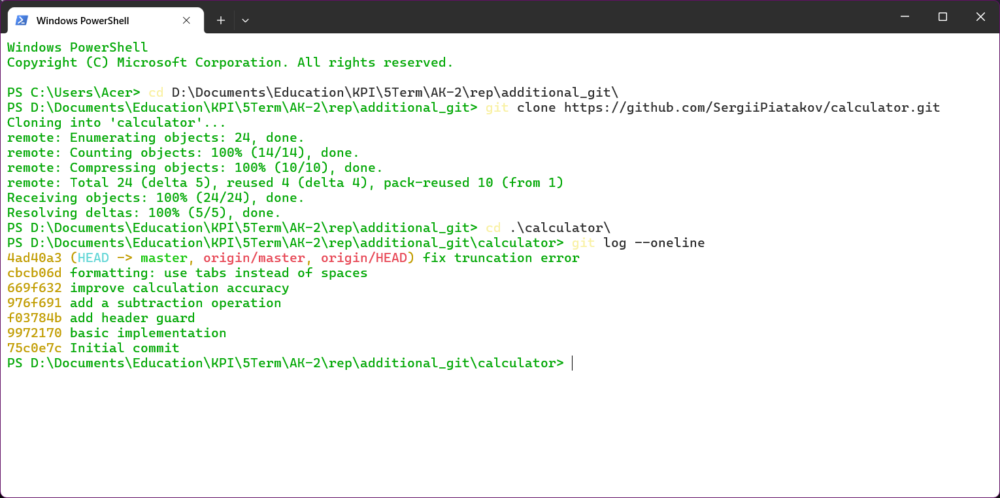 Windows PowerShell
Windows PowerShell
Copyright (C) Microsoft Corporation. All rights reserved.
PS C:\Users\Acer> cd D:\Documents\Education\KPI\5Term\AK-2\rep\additional_git\
PS D:\Documents\Education\KPI\5Term\AK-2\rep\additional_git> git clone https://github.com/SergiiPiatakov/calculator.git
Cloning into 'calculator'...
remote: Enumerating objects: 24, done.
remote: Counting objects: 100% (14/14), done.
remote: Compressing objects: 100% (10/10), done.
remote: Total 24 (delta 5), reused 4 (delta 4), pack-reused 10 (from 1)
Receiving objects: 100% (24/24), done.
Resolving deltas: 100% (5/5), done.
PS D:\Documents\Education\KPI\5Term\AK-2\rep\additional_git> cd .\calculator\
PS D:\Documents\Education\KPI\5Term\AK-2\rep\additional_git\calculator> git log --oneline
4ad40a3 (HEAD -> master, origin/master, origin/HEAD) fix truncation error
cbcb06d formatting: use tabs instead of spaces
669f632 improve calculation accuracy
976f691 add a subtraction operation
f03784b add header guard
9972170 basic implementation
75c0e7c Initial commit
PS D:\Documents\Education\KPI\5Term\AK-2\rep\additional_git\calculator>